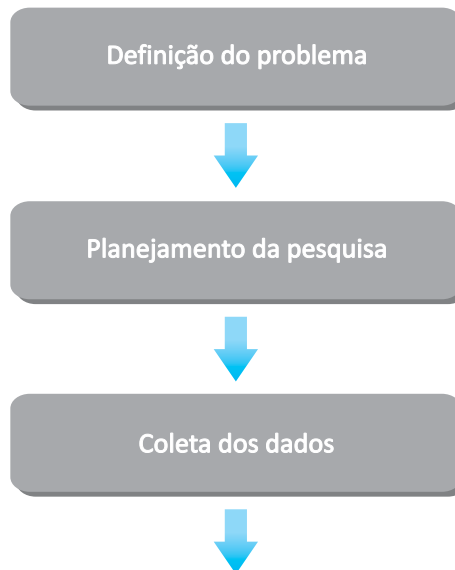 Definição do problema
Planejamento da pesquisa
Coleta dos dados